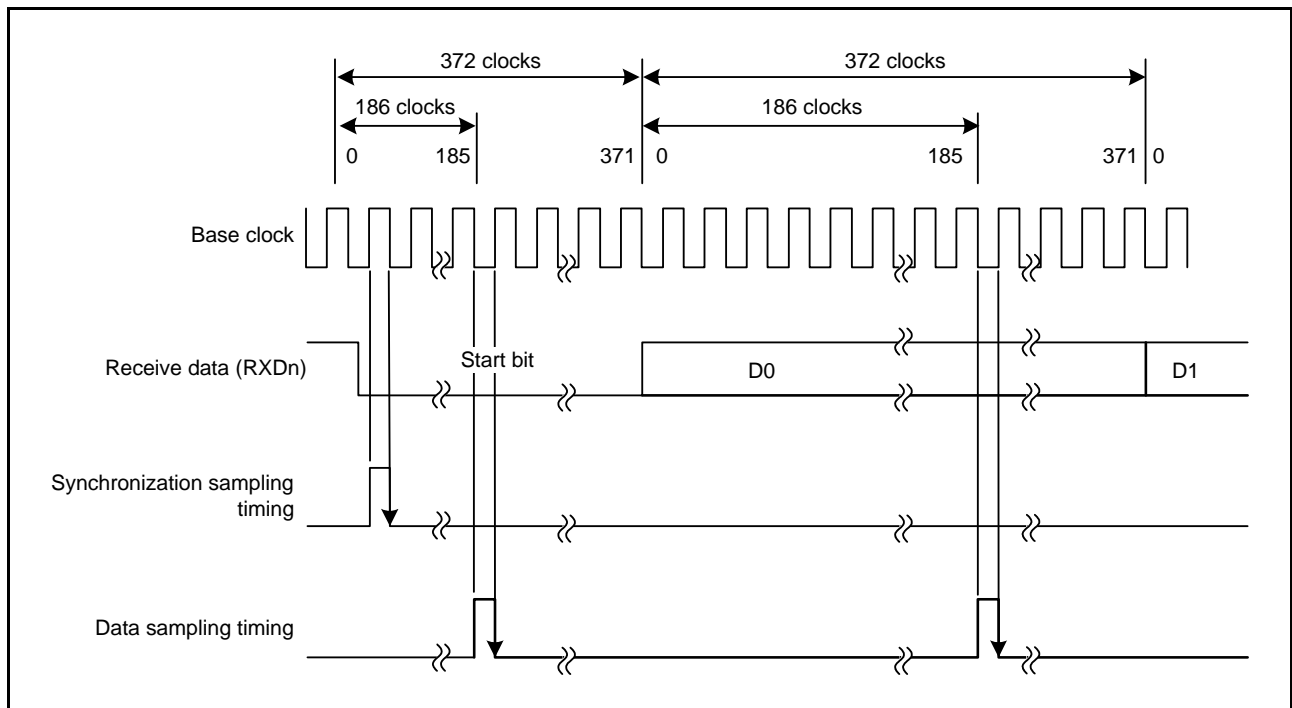 372 clocks 372 clocks
186 clocks 186 clocks
0 185 371 0 185 371 0
Base clock
Receive data (RXDn)
Start bit D0 D1
Synchronization sampling
timing
Data sampling timing